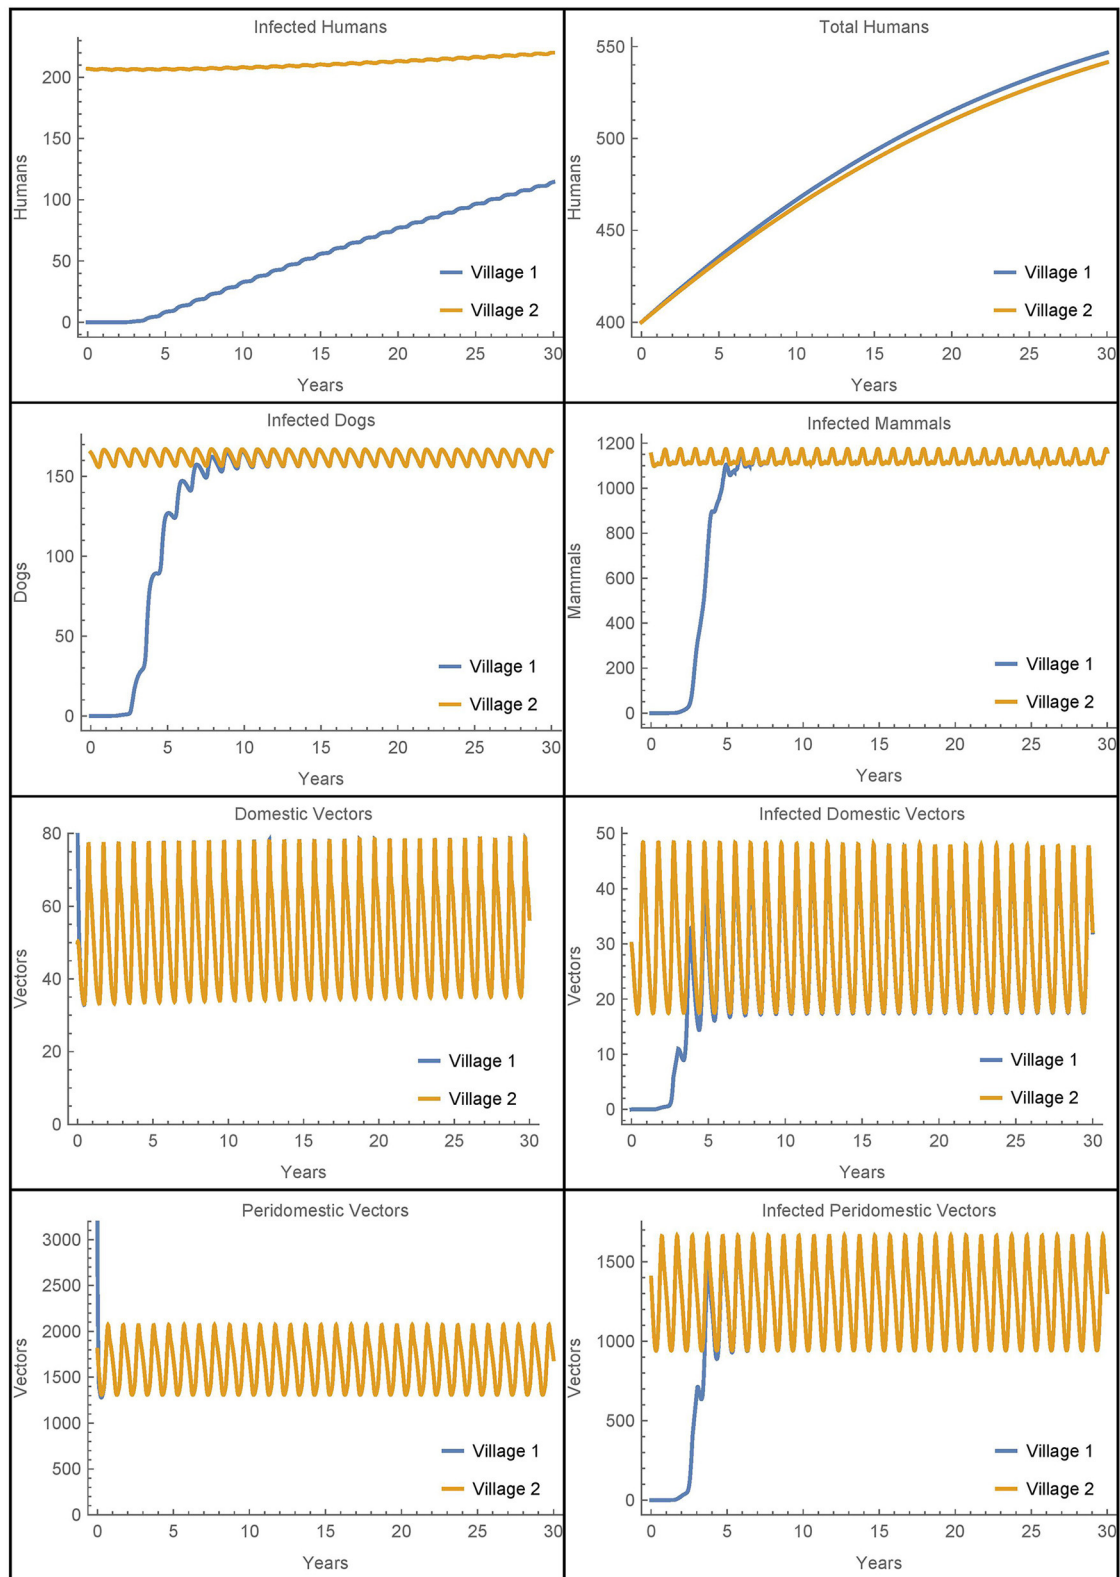 Infected Humans
200
150
100
50
0
Humans
0 5 10 15 20 25 30
Years
Village 1
Village 2
Total Humans
550
500
450
400
Humans
0 5 10 15 20 25 30
Years
Village 1
Village 2
Infected Dogs
150
100
50
0
Dogs
0 5 10 15 20 25 30
Years
Village 1
Village 2
Infected Mammals
1200
1000
800
600
400
200
0
Mammals
0 5 10 15 20 25 30
Years
Village 1
Village 2
Domestic Vectors
80
60
40
20
0
Vectors
0 5 10 15 20 25 30
Years
Village 1
Village 2
Infected Domestic Vectors
50
40
30
20
10
0
Vectors
0 5 10 15 20 25 30
Years
Village 1
Village 2
Peridomestic Vectors
3000
2500
2000
1500
1000
500
0
Vectors
0 5 10 15 20 25 30
Years
Village 1
Village 2
Infected Peridomestic Vectors
1500
1000
500
0
Vectors
0 5 10 15 20 25 30
Years
Village 1
Village 2